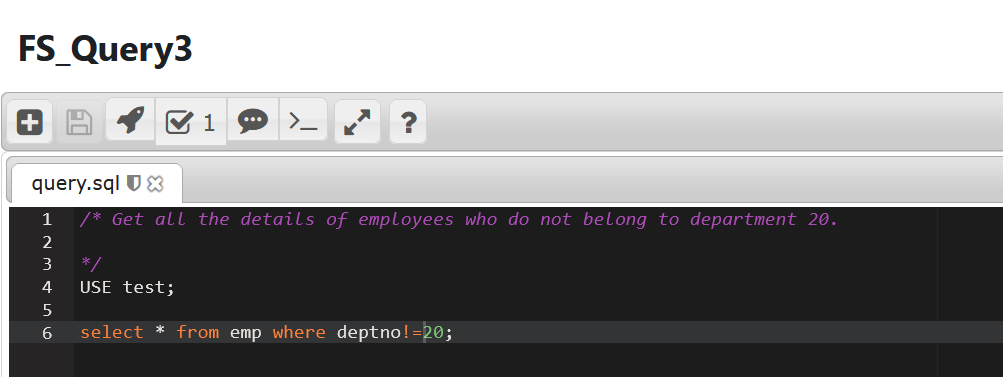 FS_Query3
1
query.sql
1 /* Get all the details of employees who do not belong to department 20.
2
3 */
4 USE test;
5
6 select * from emp where deptno!=20;